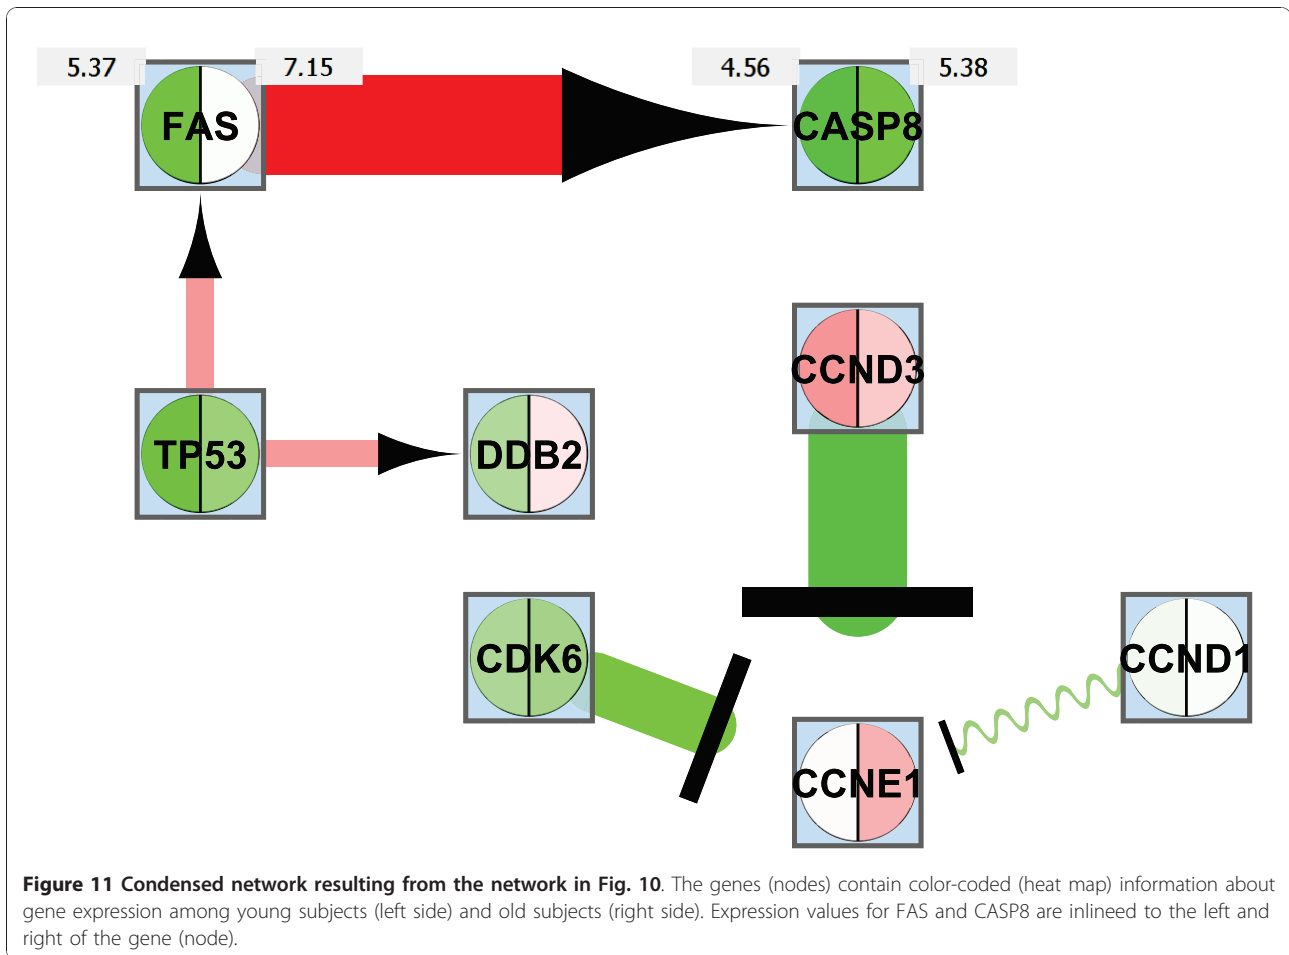 5.37
7.15
4.56
5.38
FAS
CASP8
CCND3
TP53
DDB2
CDK6
CCND1
CCNE1
Figure 11 Condensed network resulting from the network in Fig. 10. The genes (nodes) contain color-coded (heat map) information about
gene expression among young subjects (left side) and old subjects (right side). Expression values for FAS and CASP8 are inlineed to the left and
right of the gene (node).